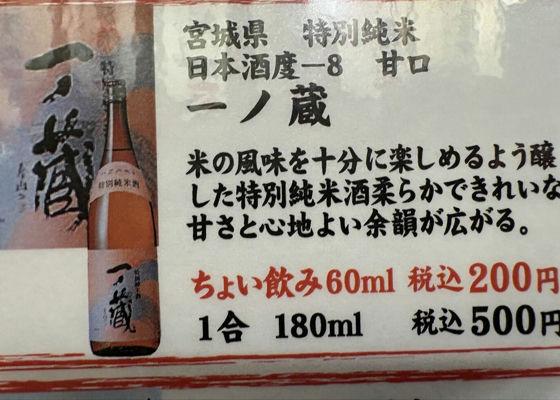 宮城県　特別純米
日本酒度－8　甘口
一ノ蔵
米の風味を十分に楽しめるよう醸
した特別純米酒柔らかできれいな
甘さと心地よい余韻が広がる。
ちょい飲み60ml 税込200円
1合　180ml　税込500円
一ノ蔵
特
特別純米酒
一ノ蔵